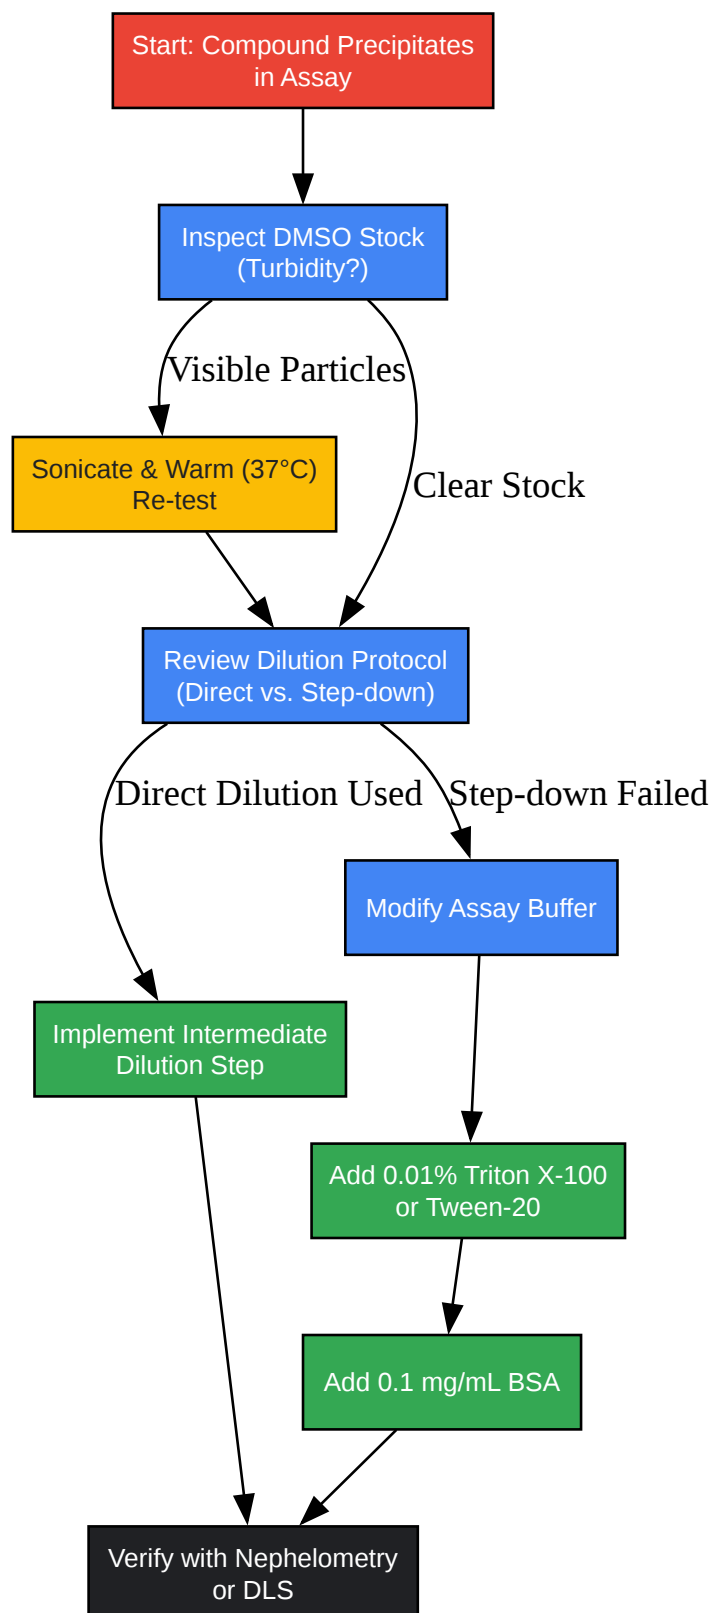 Start: Compound Precipitates
in Assay
Inspect DMSO Stock
(Turbidity?)
Visible Particles
Sonicate & Warm (37°C)
Re-test
Clear Stock
Review Dilution Protocol
(Direct vs. Step-down)
Direct Dilution Used
Step-down Failed
Modify Assay Buffer
Implement Intermediate
Dilution Step
Add 0.01% Triton X-100
or Tween-20
Add 0.1 mg/mL BSA
Verify with Nephelometry
or DLS